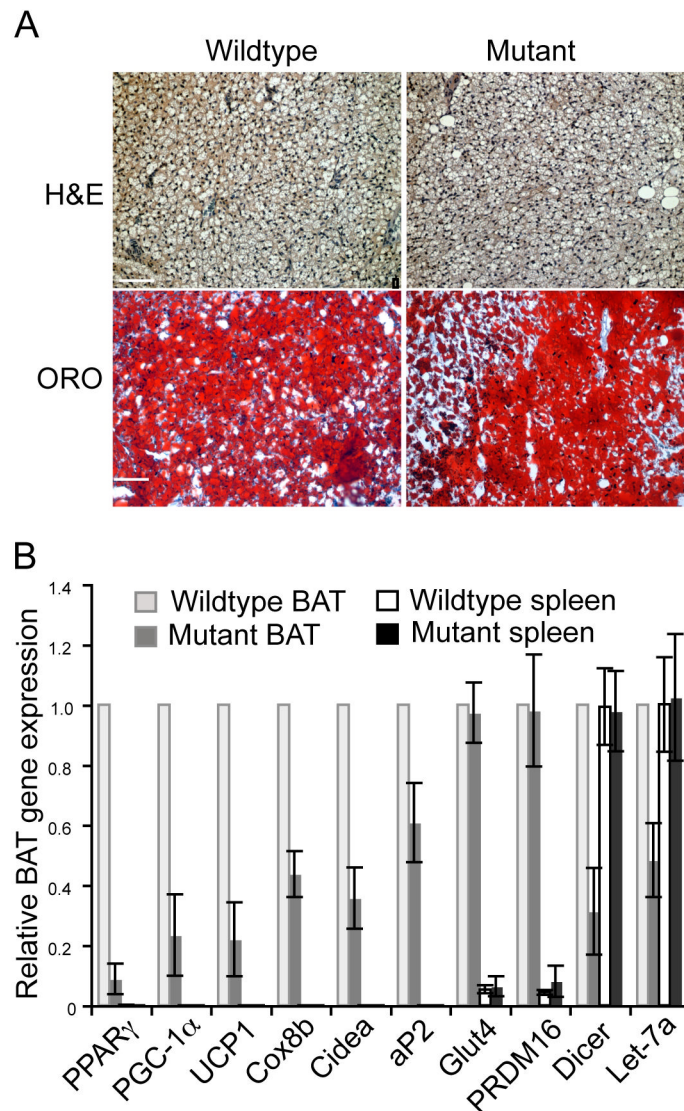 A
Wildtype Mutant
H&E
ORO
B
Relative BAT gene expression
1.4
1.2
1.0
0.8
0.6
0.4
0.2
0
Wildtype BAT Wildtype spleen
Mutant BAT Mutant spleen
PPARγ PGC-1α UCP1 Cox8b Cidea aP2 Glut4 PRDM16 Dicer Let-7a